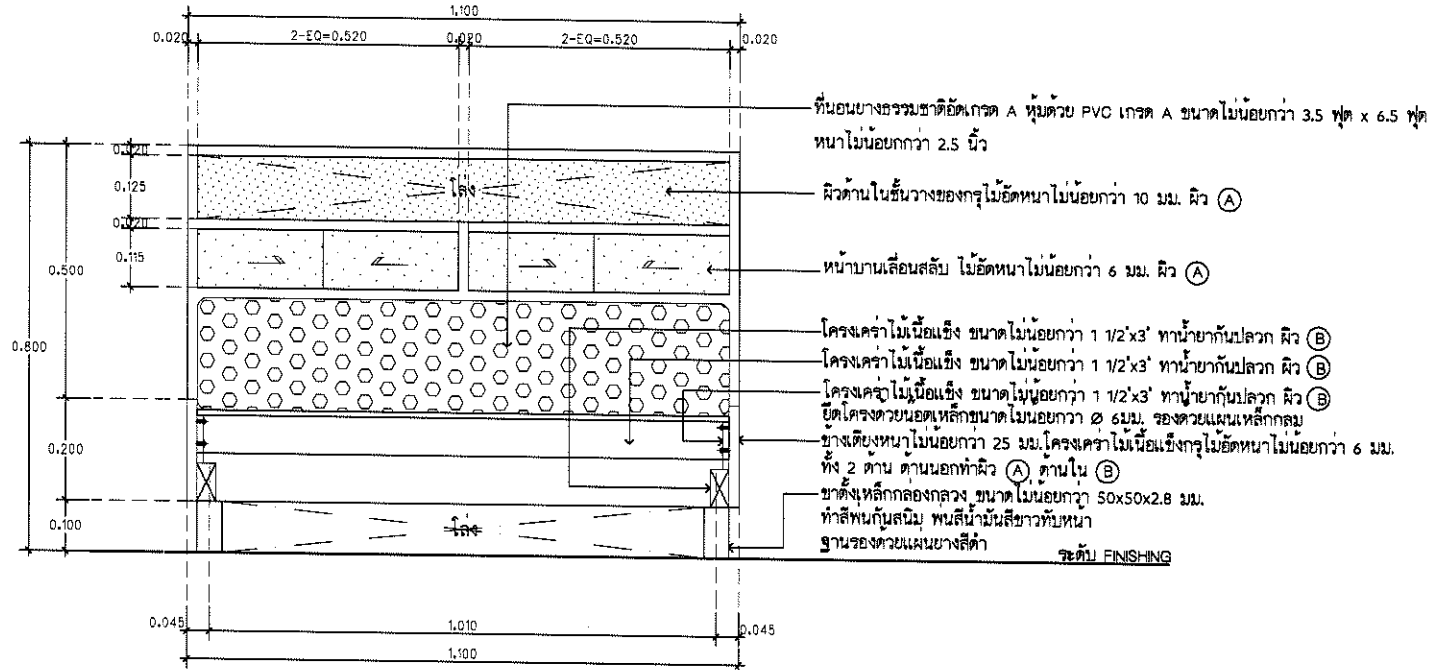 1.100
0.020 2-EQ=0.520 0.020 2-EQ=0.520 0.020
ที่นอนยางธรรมชาติอัดเกรด A หุ้มด้วย PVC เกรด A ขนาดไม่น้อยกว่า 3.5 ฟุต x 6.5 ฟุต
หนาไม่น้อยกกว่า 2.5 นิ้ว
0.020
0.125
โล่ง
ผิวด้านในชั้นวางของกรุไม้อัดหนาไม่น้อยกว่า 10 มม. ผิว A
0.020
0.115
0.500
หน้าบานเลื่อนสลับ ไม้อัดหนาไม่น้อยกว่า 6 มม. ผิว A
0.800
โครงเคร่าไม้เนื้อแข็ง ขนาดไม่น้อยกว่า 1 1/2"x3" ทาน้ำยากันปลวก ผิว B
โครงเคร่าไม้เนื้อแข็ง ขนาดไม่น้อยกว่า 1 1/2"x3" ทาน้ำยากันปลวก ผิว B
โครงเคร่าไม้เนื้อแข็ง ขนาดไม่น้อยกว่า 1 1/2"x3" ทาน้ำยากันปลวก ผิว B
ยึดโครงด้วยน๊อตเหล็กขนาดไม่น้อยกว่า Ø 6มม. รองด้วยแผ่นเหล็กกลม
0.200
ข้างเตียงหนาไม่น้อยกว่า 25 มม.โครงเคร่าไม้เนื้อแข็งกรุไม้อัดหนาไม่น้อยกว่า 6 มม.
ทั้ง 2 ด้าน ด้านนอกทำผิว A ด้านใน B
ขาตั้งเหล็กกล่องกลวง ขนาดไม่น้อยกว่า 50x50x2.8 มม.
0.100
โล่ง
ทำสีพ่นกันสนิม พ่นสีน้ำมันสีขาวทับหน้า
ฐานรองด้วยแผ่นยางสีดำ
ระดับ FINISHING
0.045 1.010 0.045
1.100